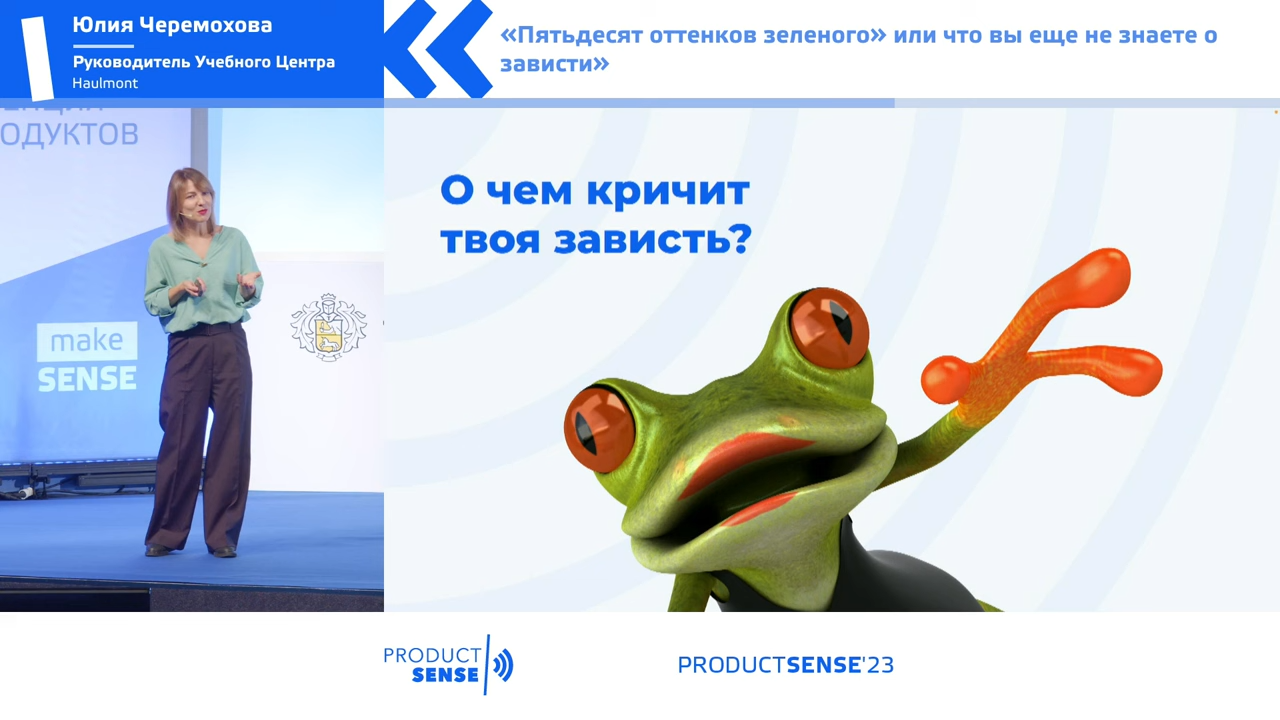 Юлия Черемохова
Руководитель Учебного Центра
Haulmont
«Пятьдесят оттенков зеленого» или что вы еще не знаете о
зависти»
ОДУКТОВ
make
SENSE
О чем кричит
твоя зависть?
PRODUCT
SENSE
PRODUCTSENSE'23